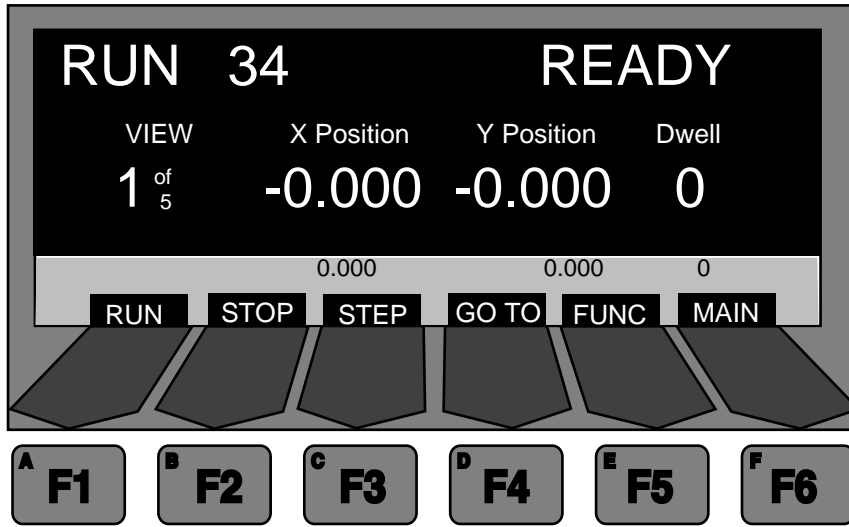 RUN 34 READY
VIEW X Position Y Position Dwell
1 of 5 -0.000 -0.000 0
0.000 0.000 0
RUN STOP STEP GO TO FUNC MAIN
A F1 B F2 C F3 D F4 E F5 F F6